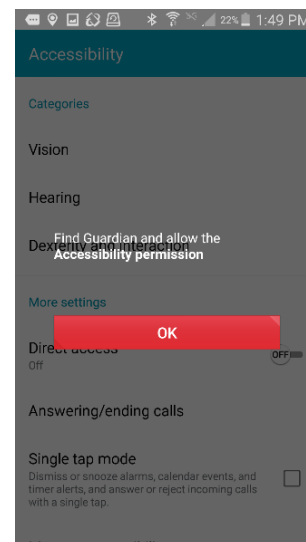 22% 1:49 PM
Accessibility
Categories
Vision
Hearing
Find Guardian and allow the
Accessibility permission
Dexterity and interaction
More settings
OK
Direct access
Off
OFF
Answering/ending calls
Single tap mode
Dismiss or snooze alarms, calendar events, and
timer alerts, and answer or reject incoming calls
with a single tap.